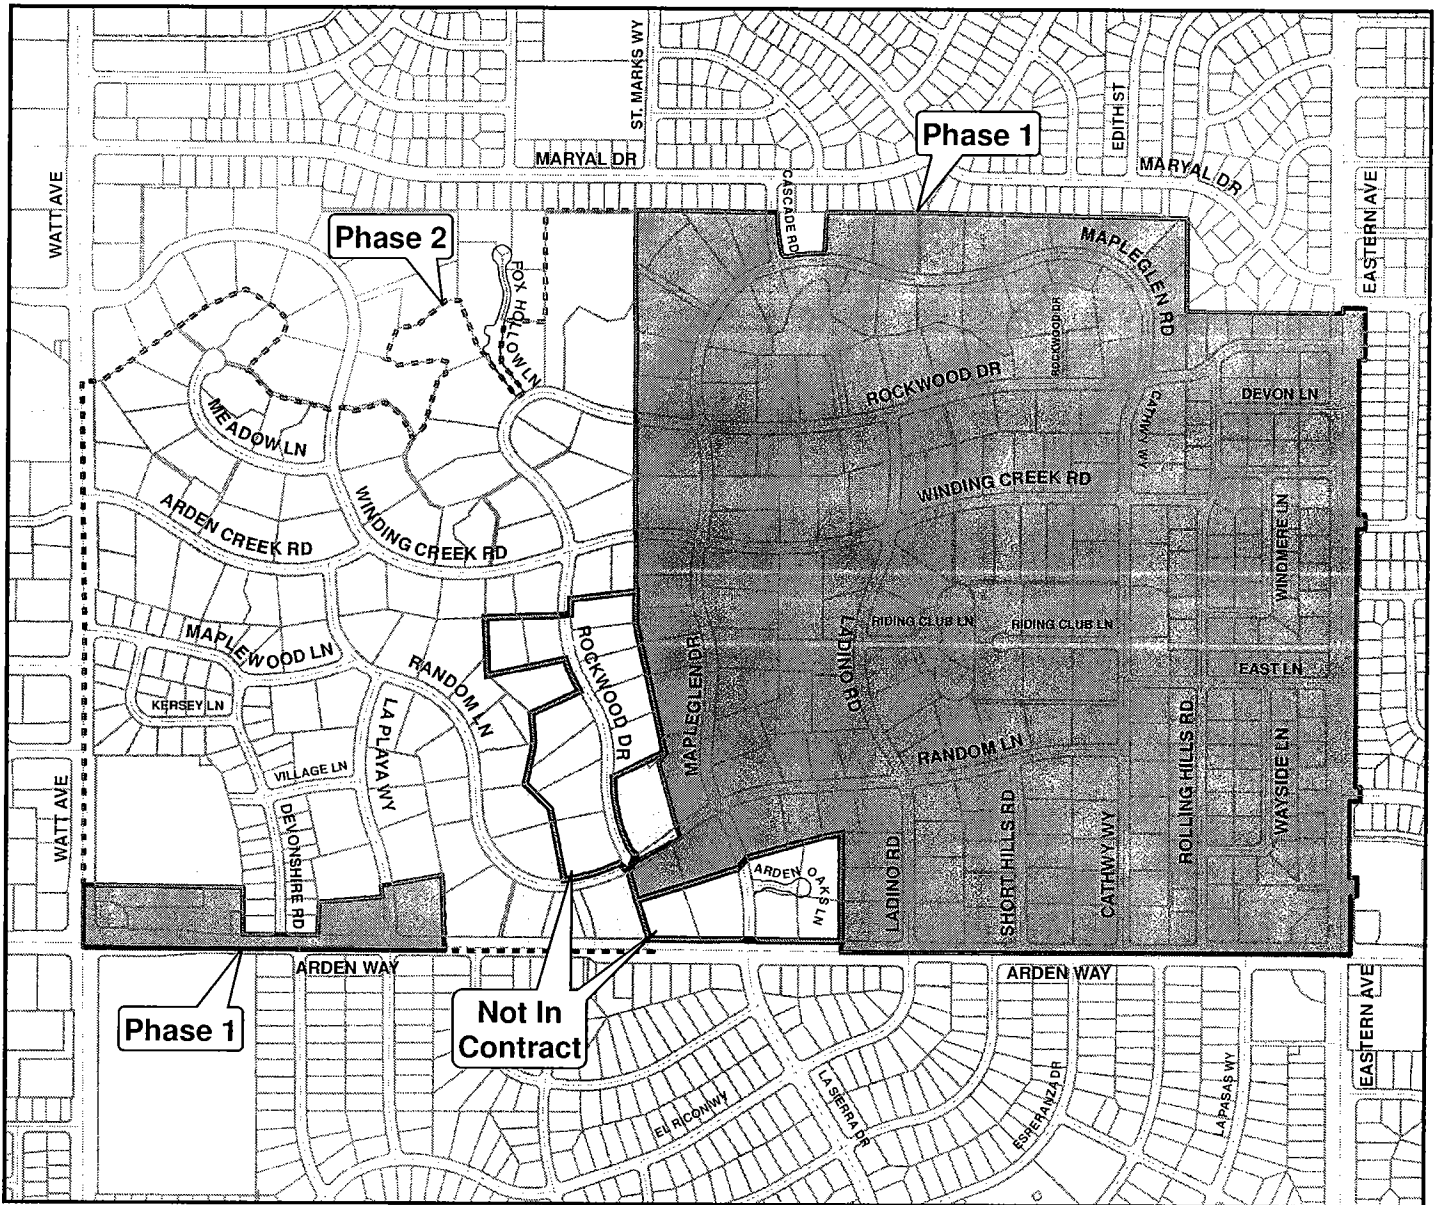 ST. MARKS WY
EDITH ST
Phase 1
MARYAL DR
MARYAL DR
WATT AVE
CASCADE RD
EASTERN AVE
Phase 2
MAPLEGLEN RD
FOX HOLLOW LN
ROCKWOOD DR
ROCKWOOD DR
DEVON LN
CATHWY WY
MEADOW LN
WINDING CREEK RD
ARDEN CREEK RD
WINDING CREEK RD
WINDMERE LN
MAPLEWOOD LN
RANDOM LN
ROCKWOOD DR
MAPLEGLEN DR
LADINO RD
RIDING CLUB LN
RIDING CLUB LN
EAST LN
KERSEY LN
LA PLAYA WY
RANDOM LN
ROLLING HILLS RD
WAYSIDE LN
VILLAGE LN
WATT AVE
DEVONSHIRE RD
ARDEN OAKS LN
LADINO RD
SHORT HILLS RD
CATHWY WY
ARDEN WAY
ARDEN WAY
EASTERN AVE
Phase 1
Not In
Contract
EL RICON WY
LA SIERRA DR
ESPERANZA DR
LA PASAS WY